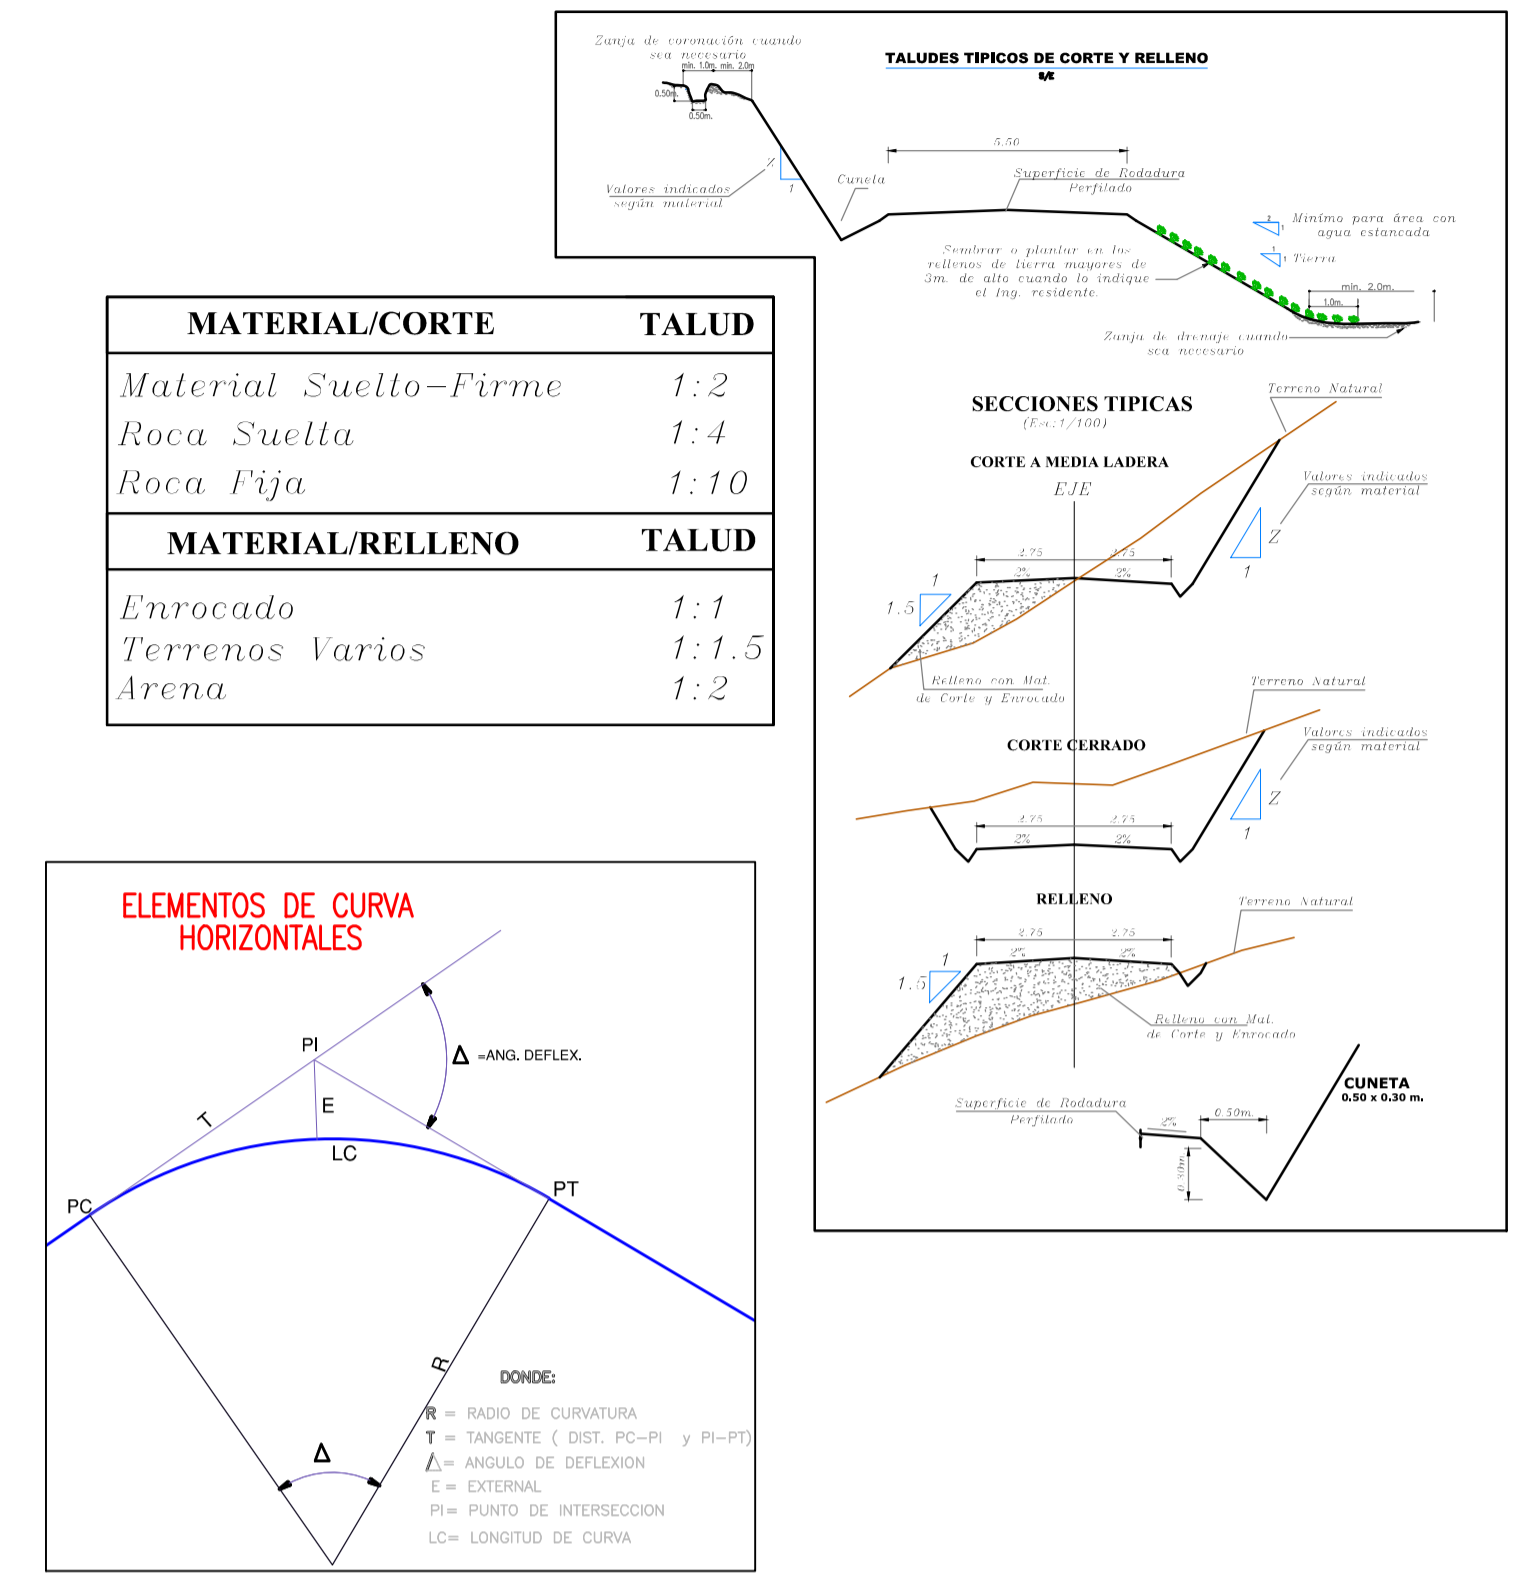 Zanja de coronación cuando
sea necesario
min. 1.0m. min. 2.0m
0.50m.
0.50m.
TALUDES TIPICOS DE CORTE Y RELLENO
S/E
5.50
Z
1
Valores indicados
según material
Cuneta
Superficie de Rodadura
Perfilado
2
1
Minímo para área con
agua estancada
1
1
Tierra
Sembrar o plantar en los
rellenos de tierra mayores de
3m. de alto cuando lo indique
el Ing. residente.
min. 2.0m.
1.0m.
Zanja de drenaje cuando
sea necesario
MATERIAL/CORTE TALUD
Material Suelto-Firme 1:2
Roca Suelta 1:4
Roca Fija 1:10
MATERIAL/RELLENO TALUD
Enrocado 1:1
Terrenos Varios 1:1.5
Arena 1:2
SECCIONES TIPICAS
(Esc:1/100)
Terreno Natural
CORTE A MEDIA LADERA
EJE
Valores indicados
según material
Z
1
2.75 2.75
2% 2%
1
1.5
Relleno con Mat.
de Corte y Enrocado
Terreno Natural
CORTE CERRADO
Valores indicados
según material
Z
1
2.75 2.75
2% 2%
RELLENO
Terreno Natural
2.75 2.75
2% 2%
1
1.5
Relleno con Mat.
de Corte y Enrocado
Superficie de Rodadura
Perfilado
2%
0.50m.
0.30m
CUNETA
0.50 x 0.30 m.
ELEMENTOS DE CURVA
HORIZONTALES
PI
Δ =ANG. DEFLEX.
T
E
LC
PC
PT
R
Δ
DONDE:
R = RADIO DE CURVATURA
T = TANGENTE ( DIST. PC-PI y PI-PT)
Δ= ANGULO DE DEFLEXION
E = EXTERNAL
PI= PUNTO DE INTERSECCION
LC= LONGITUD DE CURVA